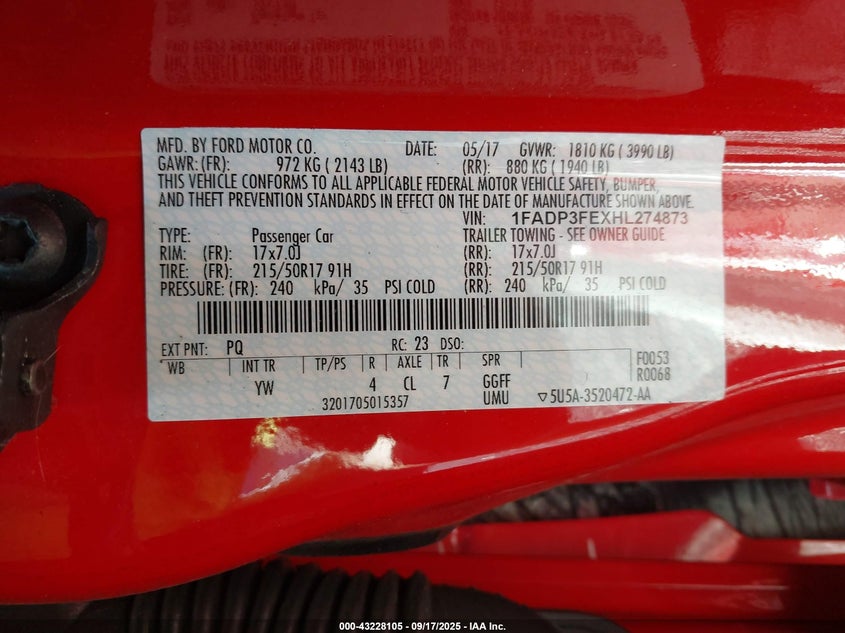 MFD. BY FORD MOTOR CO. DATE: 05/17 GVWR: 1810 KG ( 3990 LB)
GAWR: (FR): 972 KG ( 2143 LB) (RR): 880 KG ( 1940 LB)
THIS VEHICLE CONFORMS TO ALL APPLICABLE FEDERAL MOTOR VEHICLE SAFETY, BUMPER,
AND THEFT PREVENTION STANDARDS IN EFFECT ON THE DATE OF MANUFACTURE SHOWN ABOVE.
VIN: 1FADP3FEXHL274873
TYPE: Passenger Car TRAILER TOWING - SEE OWNER GUIDE
RIM: (FR): 17x7.0J (RR): 17x7.0J
TIRE: (FR): 215/50R17 91H (RR): 215/50R17 91H
PRESSURE: (FR): 240 kPa/ 35 PSI COLD (RR): 240 kPa/ 35 PSI COLD
EXT PNT: PQ RC: 23 DSO:
WB INT TR TP/PS R AXLE TR SPR F0053
YW 4 CL 7 GGFF R0068
3201705015357 UMU ▽5U5A-3520472-AA
000-43228105 - 09/17/2025 - IAA Inc.